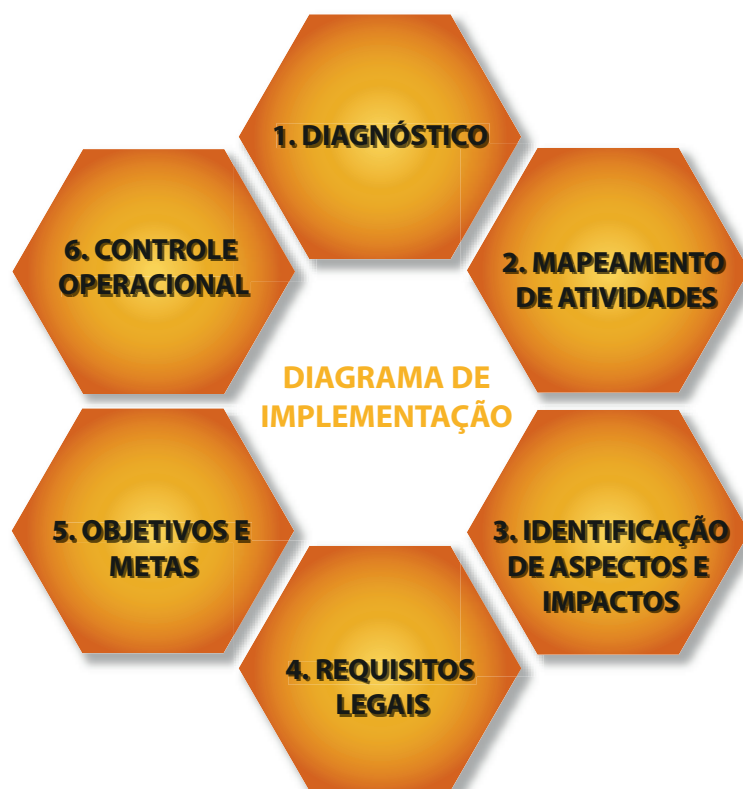 1. DIAGNÓSTICO
2. MAPEAMENTO
DE ATIVIDADES
3. IDENTIFICAÇÃO
DE ASPECTOS E
IMPACTOS
4. REQUISITOS
LEGAIS
5. OBJETIVOS E
METAS
6. CONTROLE
OPERACIONAL
DIAGRAMA DE
IMPLEMENTAÇÃO